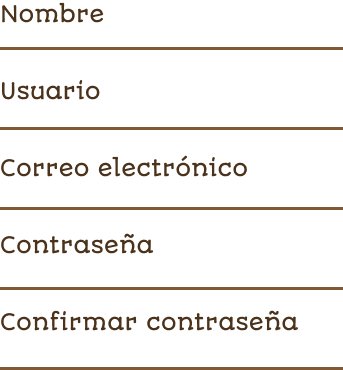 Nombre
Usuario
Correo electrónico
Contraseña
Confirmar contraseña